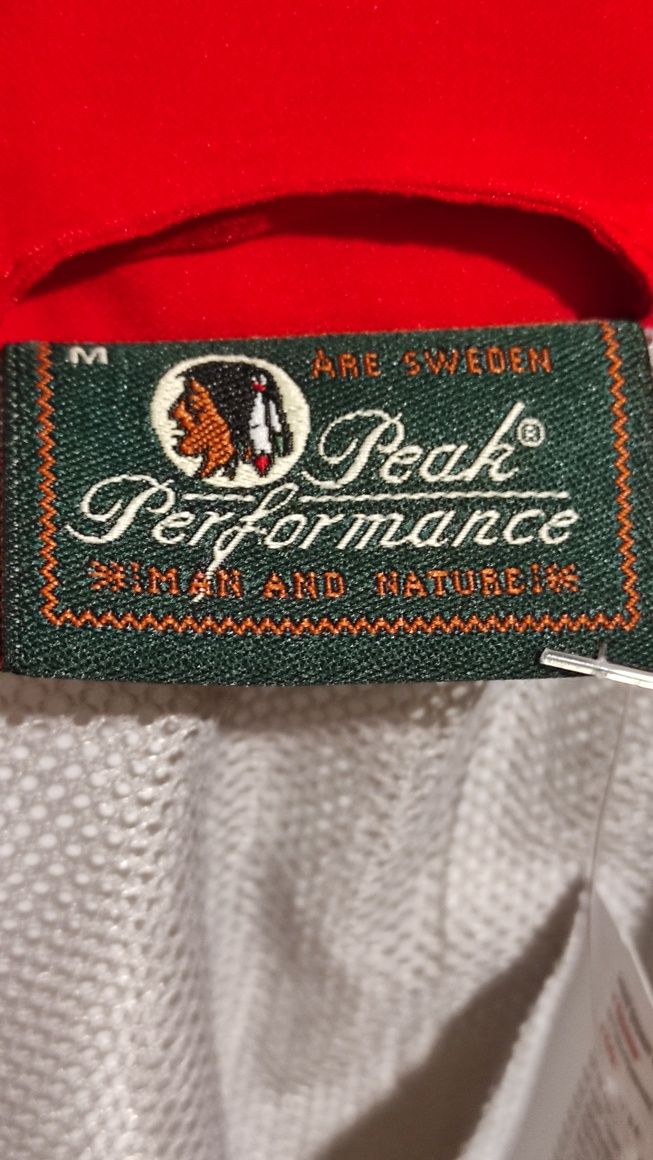 M
ÅRE SWEDEN
Peak®
Performance
MAN AND NATURE